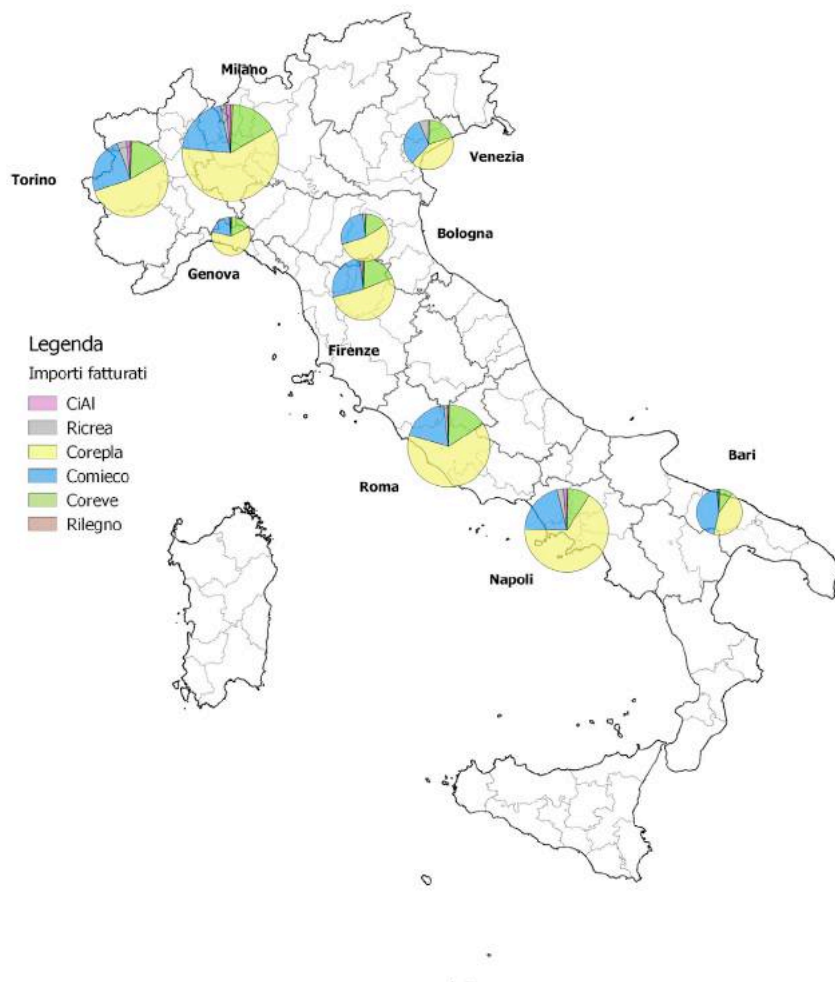 Milano
Venezia
Torino
Bologna
Genova
Firenze
Legenda
Importi fatturati
CiAl
Ricrea
Corepla
Comieco
Coreve
Rilegno
Roma
Bari
Napoli